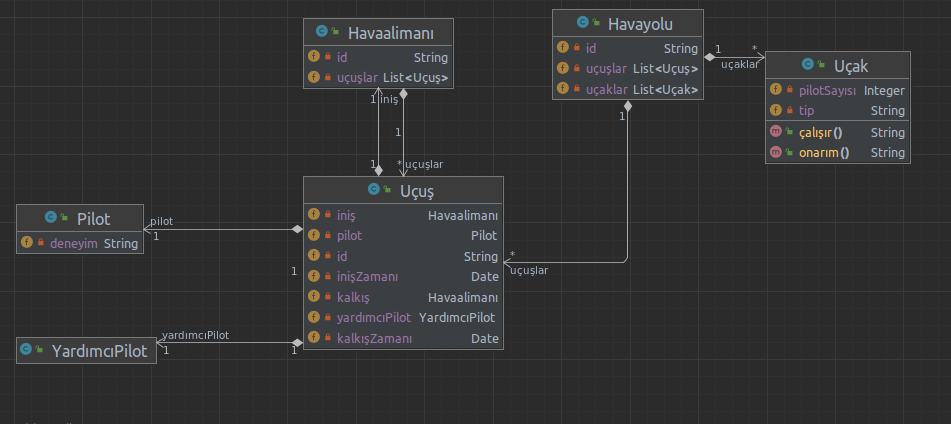 Havaalimanı
id String
uçuşlar List<Uçuş>
Havayolu
id String
uçuşlar List<Uçuş>
uçaklar List<Uçak>
1 *
uçaklar
Uçak
pilotSayısı Integer
tip String
çalışır() String
onarım() String
1 iniş
1
1
1
* uçuşlar
Uçuş
iniş Havaalimanı
pilot Pilot
id String
inişZamanı Date
kalkış Havaalimanı
yardımcıPilot YardımcıPilot
kalkışZamanı Date
*
uçuşlar
Pilot
deneyim String
pilot
1
1
YardımcıPilot
yardımcıPilot
1
1